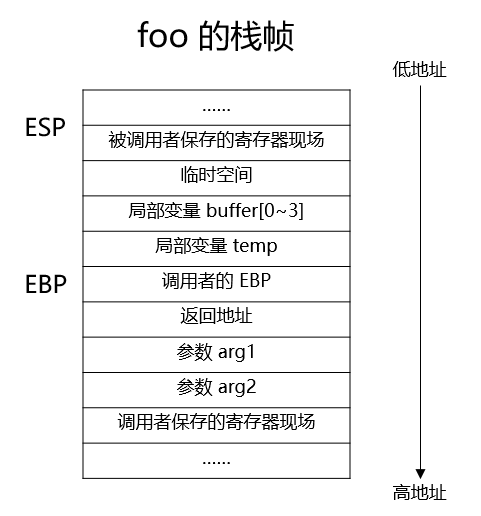 foo 的栈帧
低地址
……
ESP
被调用者保存的寄存器现场
临时空间
局部变量 buffer[0~3]
局部变量 temp
EBP
调用者的 EBP
返回地址
参数 arg1
参数 arg2
调用者保存的寄存器现场
……
高地址